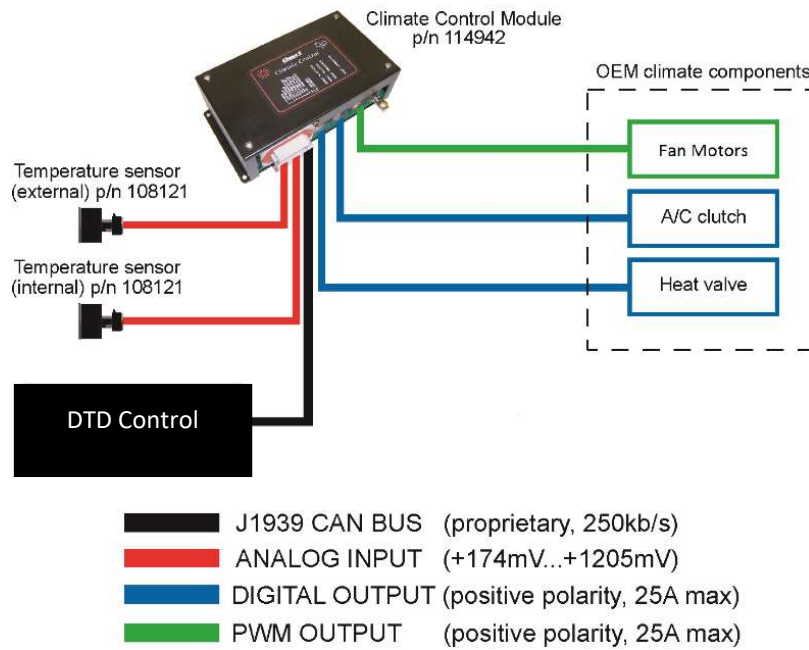 Climate Control Module
p/n 114942
OEM climate components
Climate Control
Fan Motors
Temperature sensor
(external) p/n 108121
A/C clutch
Temperature sensor
(internal) p/n 108121
Heat valve
DTD Control
J1939 CAN BUS (proprietary, 250kb/s)
ANALOG INPUT (+174mV...+1205mV)
DIGITAL OUTPUT (positive polarity, 25A max)
PWM OUTPUT (positive polarity, 25A max)